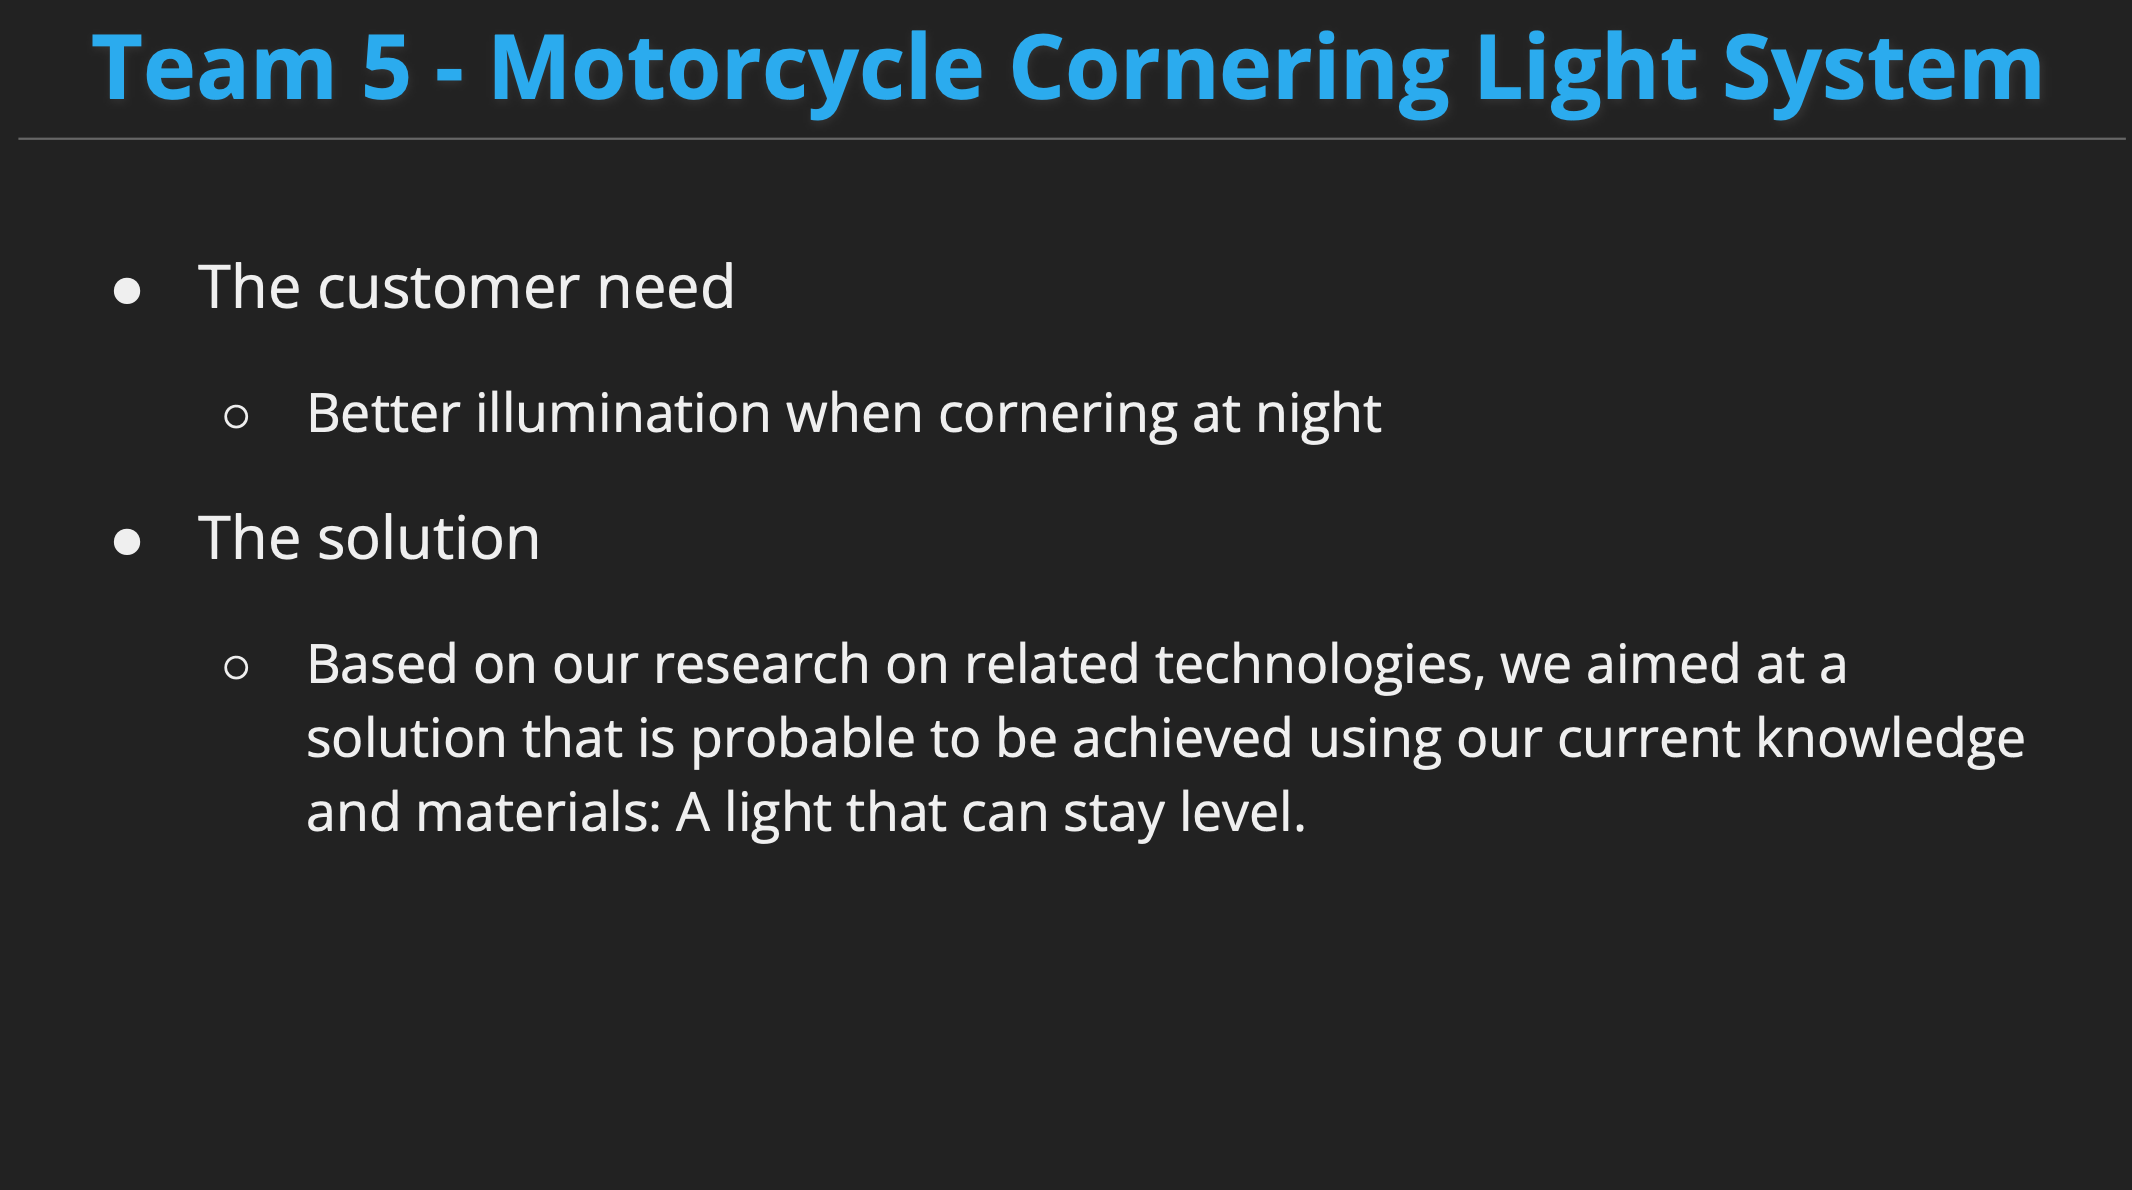 Team 5 - Motorcycle Cornering Light System
● The customer need
○ Better illumination when cornering at night
● The solution
○ Based on our research on related technologies, we aimed at a
solution that is probable to be achieved using our current knowledge
and materials: A light that can stay level.